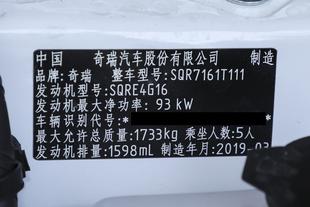 中国 奇瑞汽车股份有限公司 制造
品牌：奇瑞 整车型号：SQR7161T111
发动机型号：SQRE4G16
发动机最大净功率：93 kW
车辆识别代号：* *
最大允许总质量：1733kg 乘坐人数：5人
发动机排量：1598mL 制造年月：2019-03